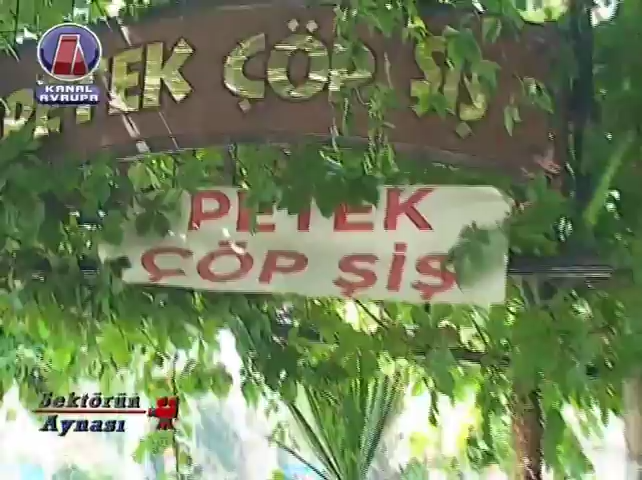 KANAL
AVRUPA
PETEK ÇÖP ŞİŞ
PETEK
ÇÖP ŞİŞ
Sektörün
Aynası